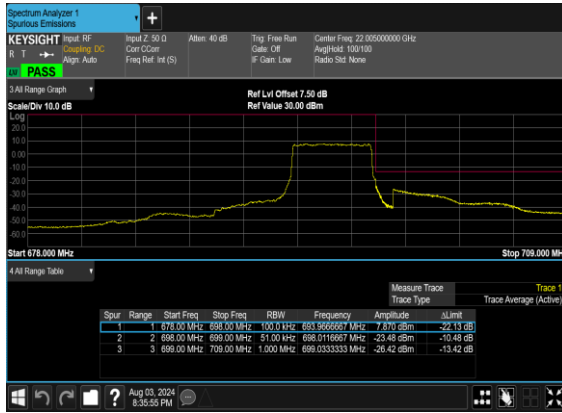 Spectrum Analyzer 1
Spurious Emissions
+
KEYSIGHT Input: RF Input Z: 50 Ω Atten: 40 dB Trig: Free Run Center Freq: 22.005000000 GHz
R T Coupling: DC Corr CCorr Gate: Off Avg|Hold: 100/100
Align: Auto Freq Ref: Int (S) IF Gain: Low Radio Std: None
PASS
3 All Range Graph
Ref Lvl Offset 7.50 dB
Scale/Div 10.0 dB Ref Value 30.00 dBm
Log
20.0
10.0
0.00
-10.0
-20.0
-30.0
-40.0
-50.0
-60.0
Start 678.000 MHz Stop 709.000 MHz
4 All Range Table
Measure Trace Trace 1
Trace Type Trace Average (Active)
Spur Range Start Freq Stop Freq RBW Frequency Amplitude ΔLimit
1 1 678.00 MHz 698.00 MHz 100.0 kHz 693.9666667 MHz 7.870 dBm -22.13 dB
2 2 698.00 MHz 699.00 MHz 51.00 kHz 698.0116667 MHz -23.48 dBm -10.48 dB
3 3 699.00 MHz 709.00 MHz 1.000 MHz 699.0333333 MHz -26.42 dBm -13.42 dB
? Aug 03, 2024
8:35:55 PM